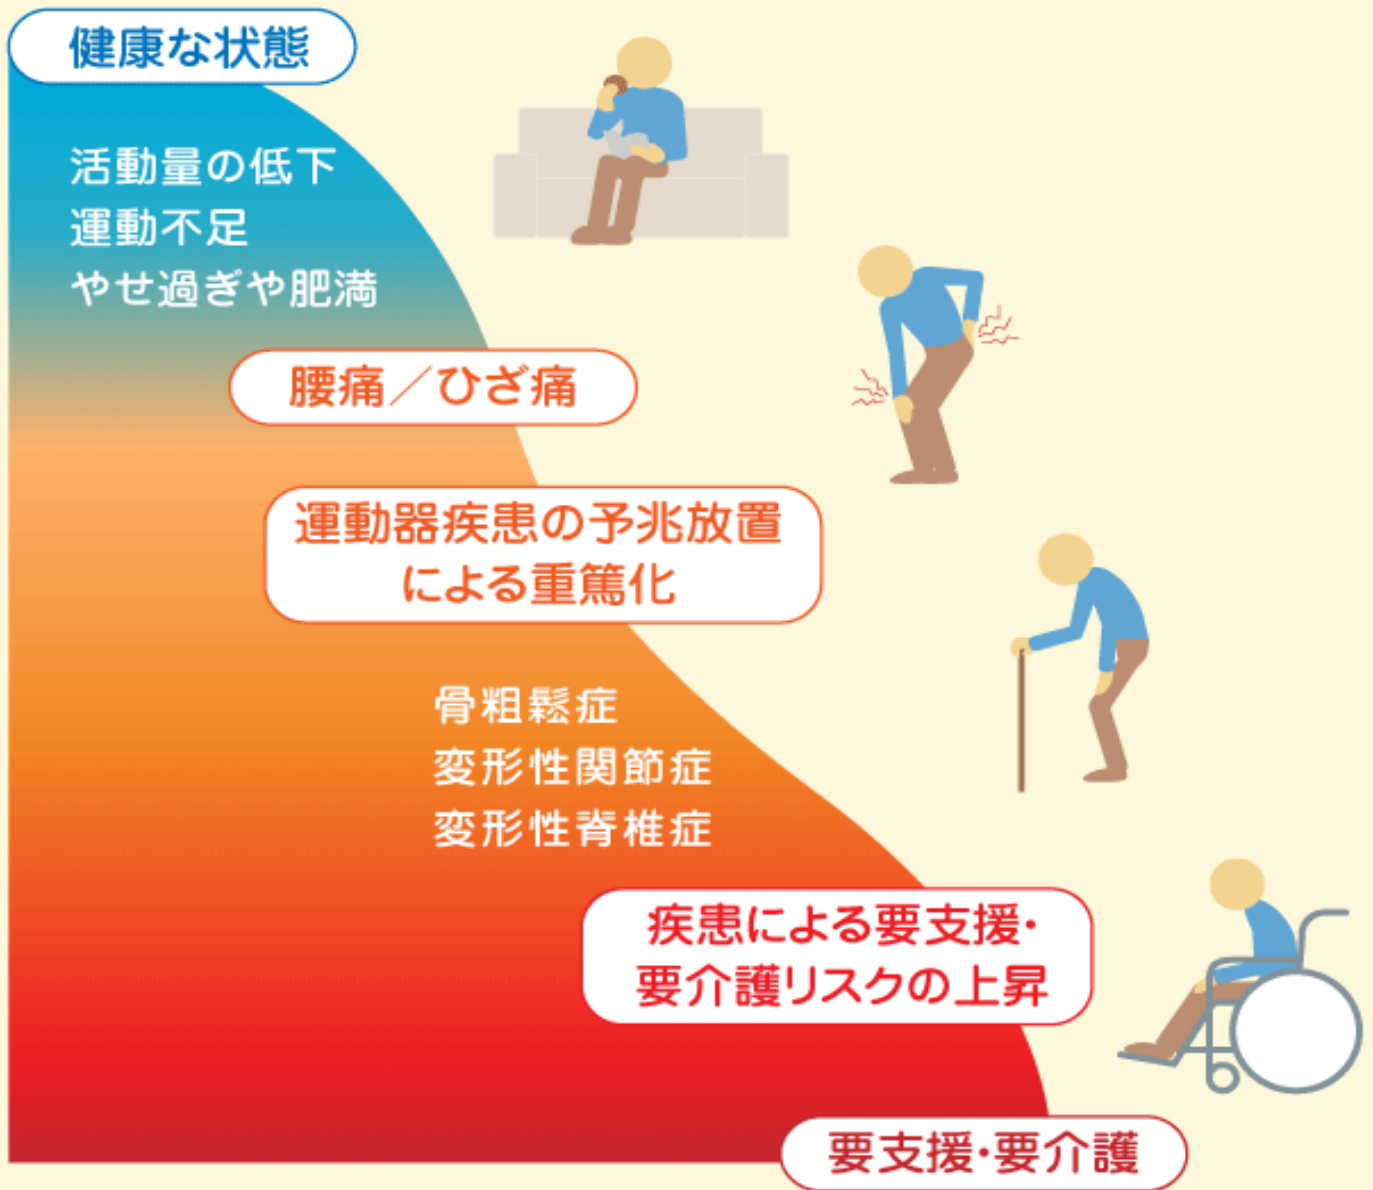 健康な状態
活動量の低下
運動不足
やせ過ぎや肥満
腰痛／ひざ痛
運動器疾患の予兆放置
による重篤化
骨粗鬆症
変形性関節症
変形性脊椎症
疾患による要支援・
要介護リスクの上昇
要支援・要介護